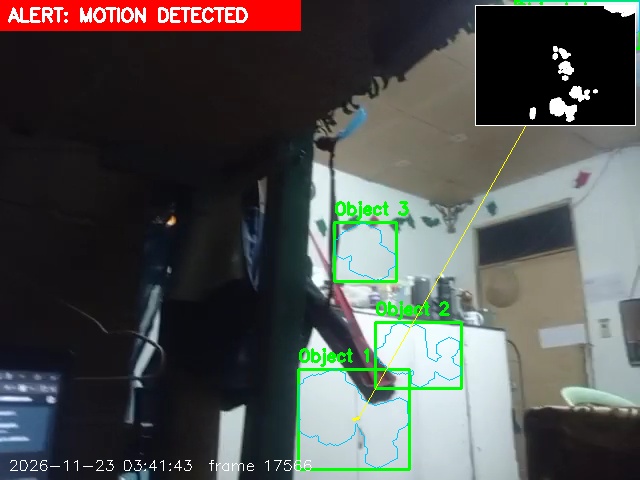 ALERT: MOTION DETECTED
Object 3
Object 2
Object 1
2026-11-23 03:41:43 frame 17566